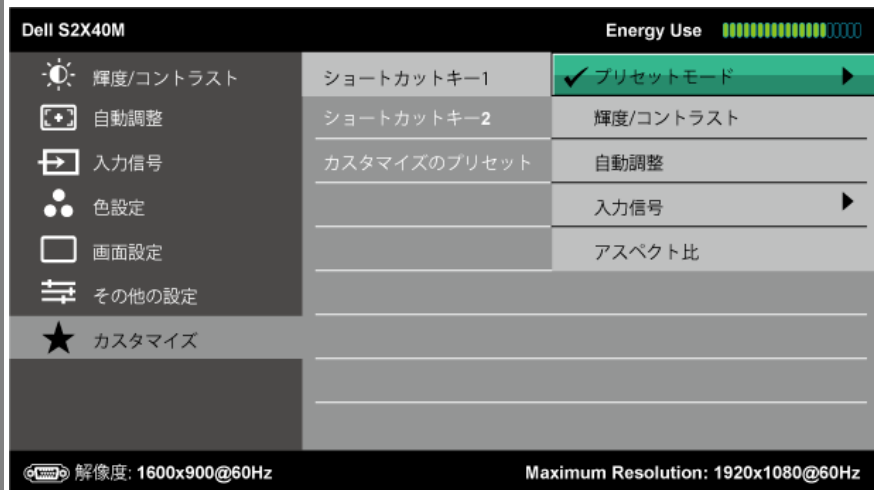 Dell S2X40M
Energy Use
輝度/コントラスト
自動調整
入力信号
色設定
画面設定
その他の設定
カスタマイズ
ショートカットキー1
ショートカットキー2
カスタマイズのプリセット
プリセットモード
輝度/コントラスト
自動調整
入力信号
アスペクト比
解像度: 1600x900@60Hz
Maximum Resolution: 1920x1080@60Hz